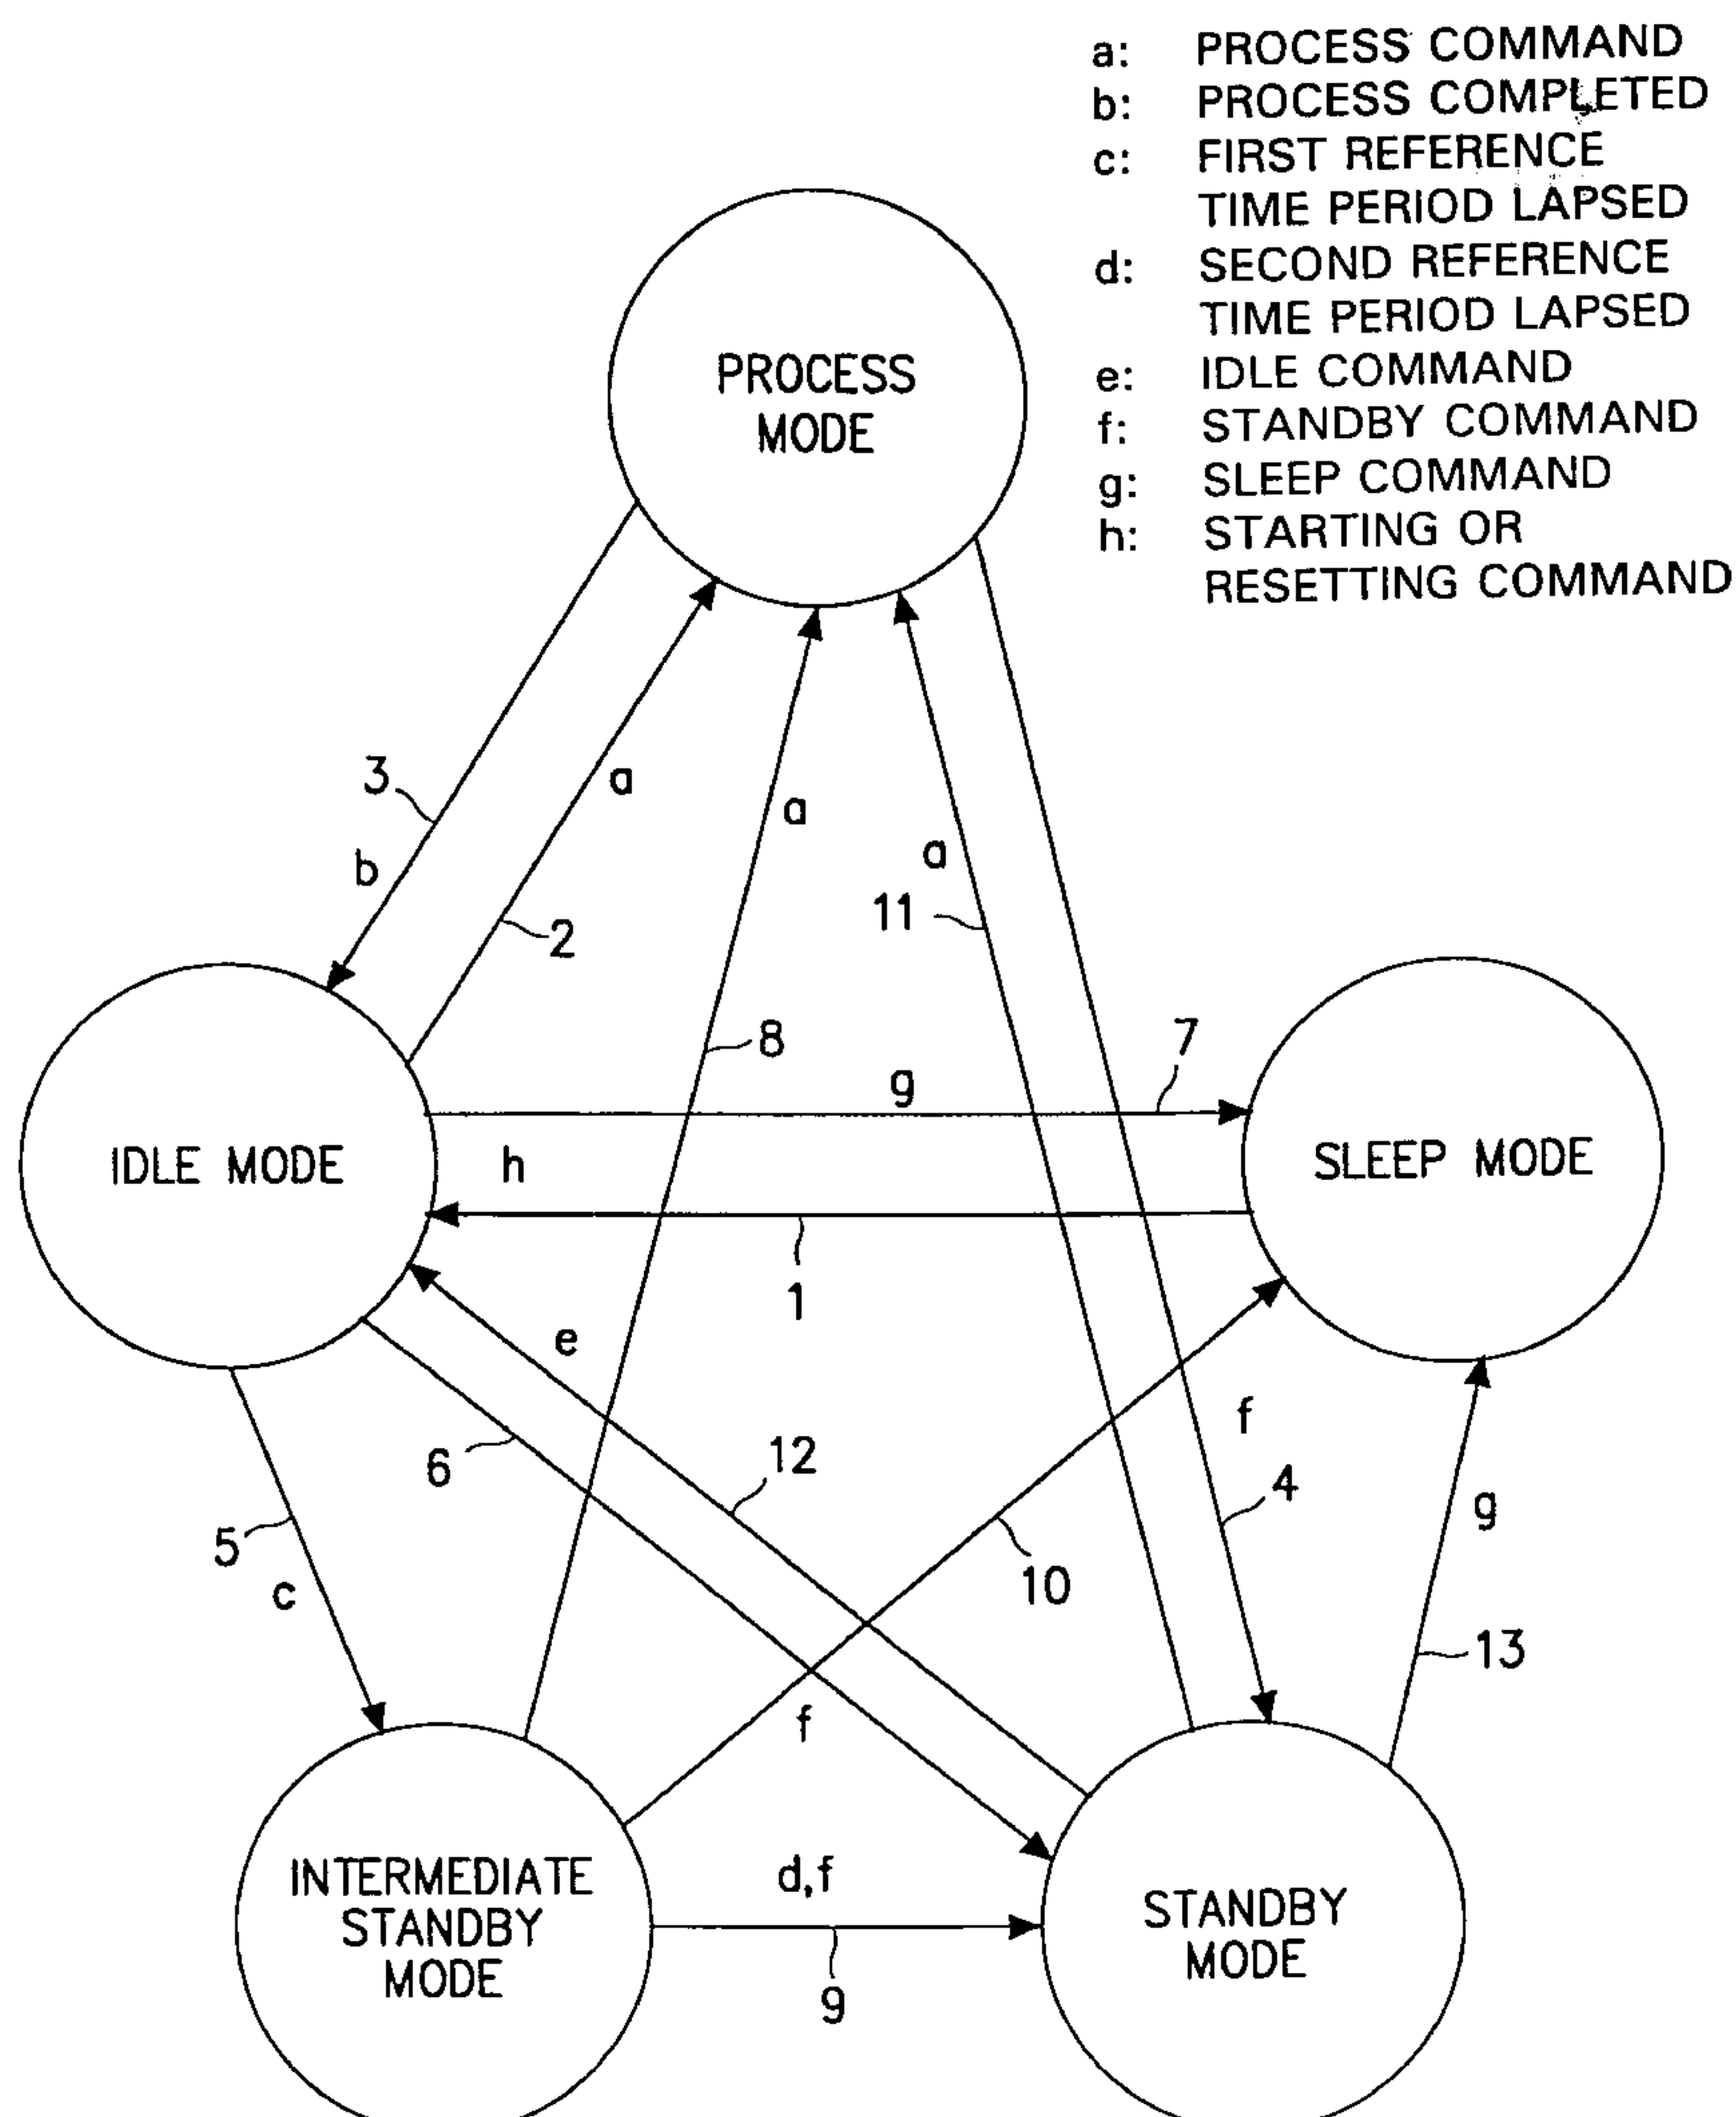 a: PROCESS COMMAND
b: PROCESS COMPLETED
c: FIRST REFERENCE
TIME PERIOD LAPSED
d: SECOND REFERENCE
TIME PERIOD LAPSED
e: IDLE COMMAND
f: STANDBY COMMAND
g: SLEEP COMMAND
h: STARTING OR
RESETTING COMMAND
PROCESS
MODE
3
a
a
b
a
11
2
8
7
g
IDLE MODE
h
SLEEP MODE
1
e
f
6
12
4
g
5
10
c
13
f
d,f
INTERMEDIATE
STANDBY
MODE
STANDBY
MODE
9